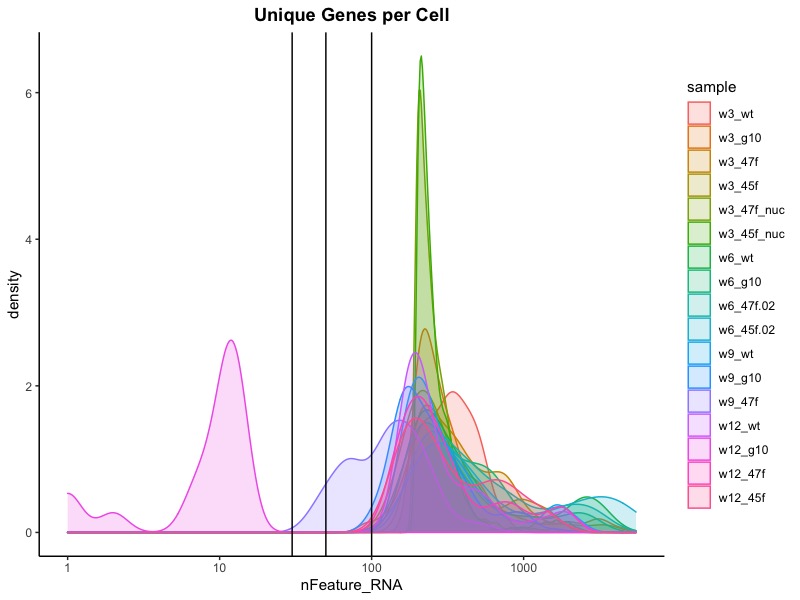 Unique Genes per Cell
density
6
4
2
0
1
10
100
1000
nFeature_RNA
sample
w3_wt
w3_g10
w3_47f
w3_45f
w3_47f_nuc
w3_45f_nuc
w6_wt
w6_g10
w6_47f.02
w6_45f.02
w9_wt
w9_g10
w9_47f
w12_wt
w12_g10
w12_47f
w12_45f